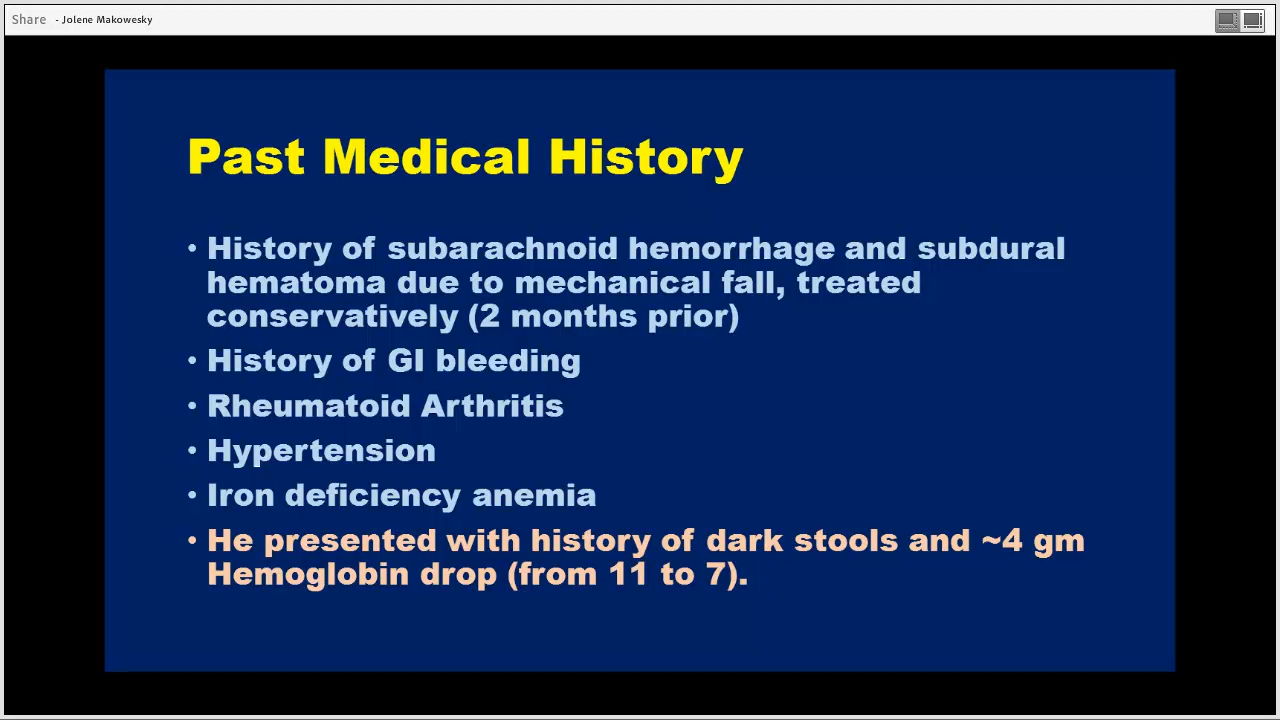 Share - Jolene Makowesky
Past Medical History
• History of subarachnoid hemorrhage and subdural
hematoma due to mechanical fall, treated
conservatively (2 months prior)
• History of GI bleeding
• Rheumatoid Arthritis
• Hypertension
• Iron deficiency anemia
• He presented with history of dark stools and ~4 gm
Hemoglobin drop (from 11 to 7).